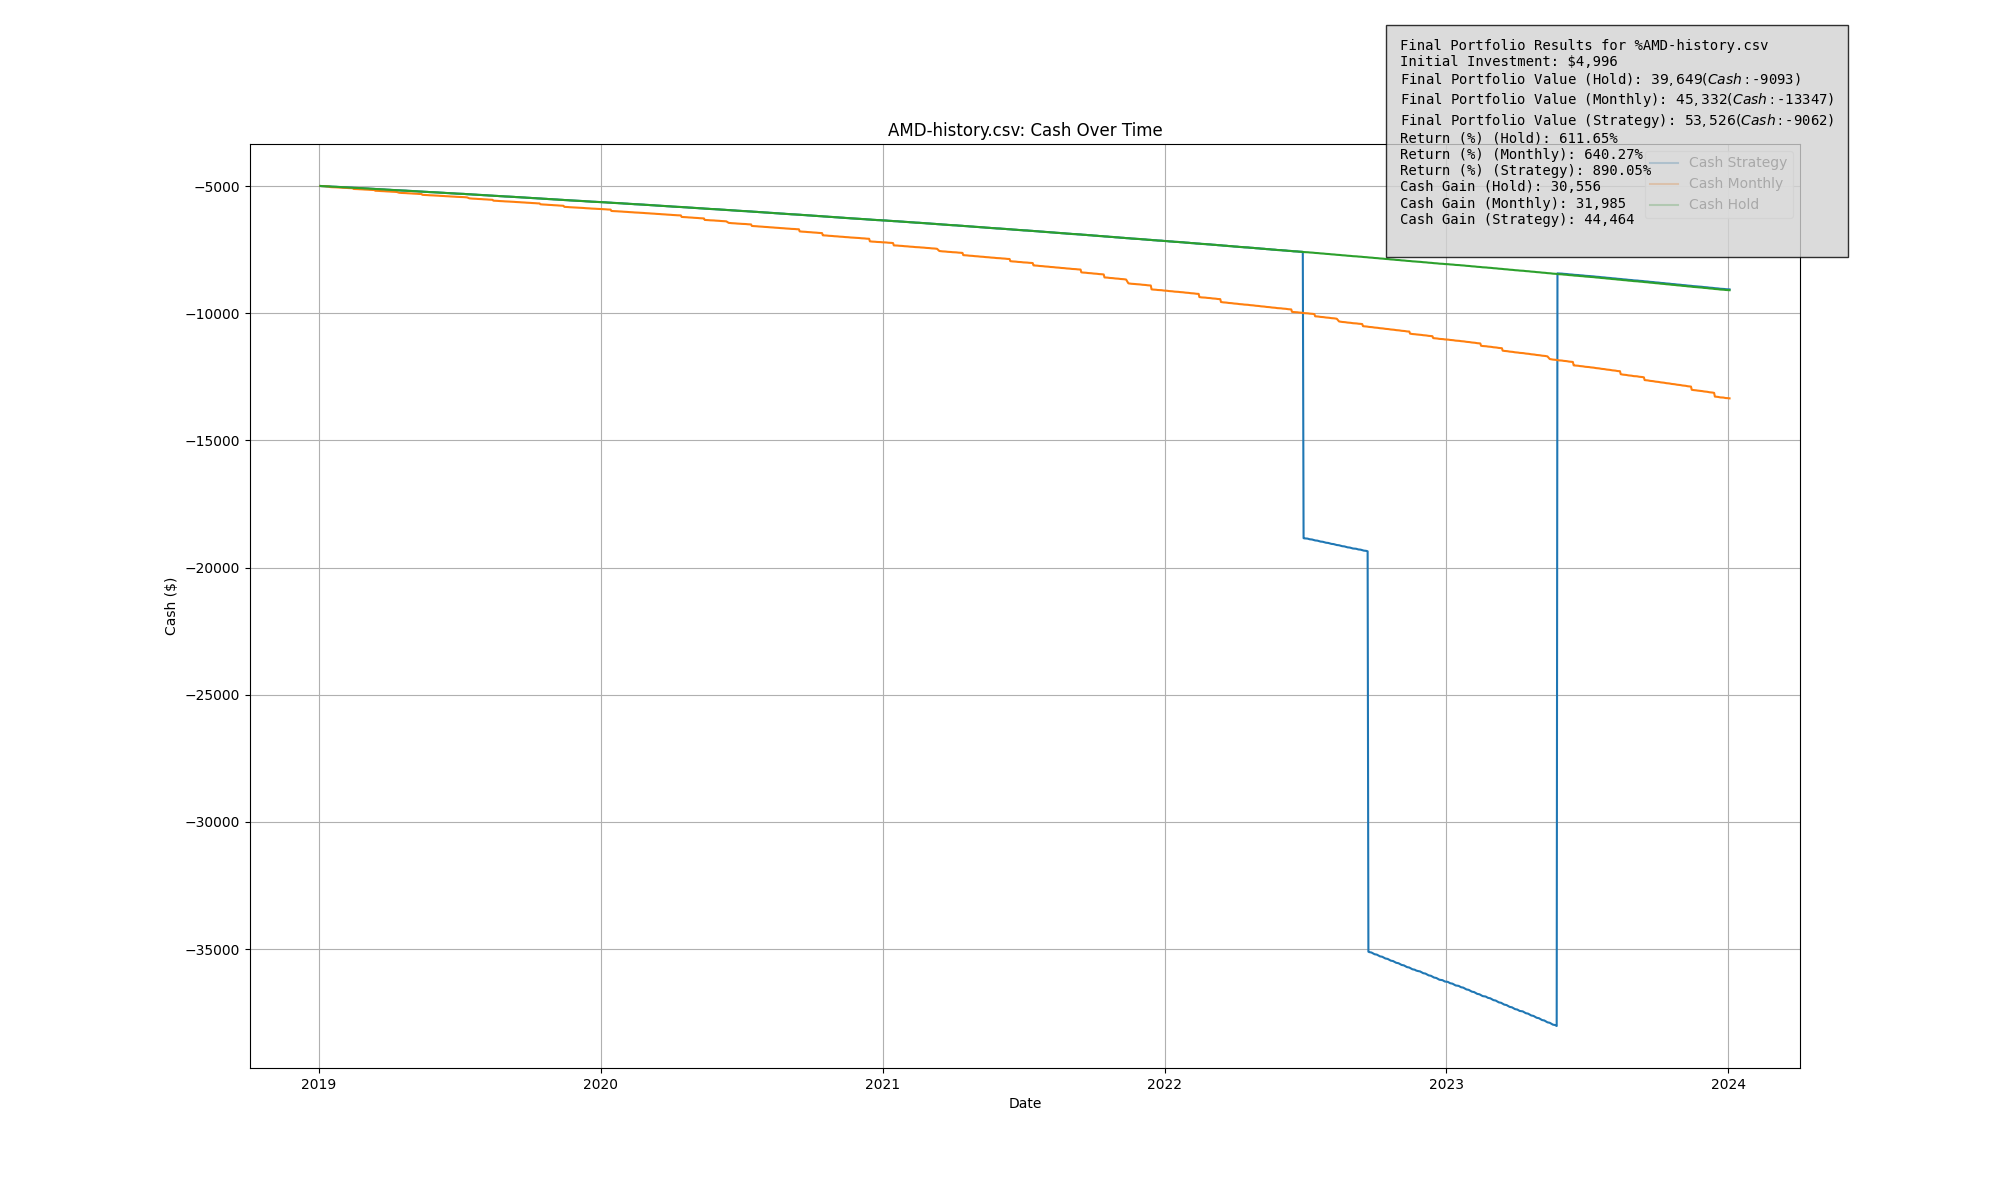 Final Portfolio Results for %AMD-history.csv
Initial Investment: $4,996
Final Portfolio Value (Hold): 39,649(Cash:-9093)
Final Portfolio Value (Monthly): 45,332(Cash:-13347)
Final Portfolio Value (Strategy): 53,526(Cash:-9062)
Return (%) (Hold): 611.65%
Return (%) (Monthly): 640.27%
Return (%) (Strategy): 890.05%
Cash Gain (Hold): 30,556
Cash Gain (Monthly): 31,985
Cash Gain (Strategy): 44,464
AMD-history.csv: Cash Over Time
Cash Strategy
Cash Monthly
Cash Hold
−5000
−10000
−15000
−20000
−25000
−30000
−35000
Cash ($)
2019 2020 2021 2022 2023 2024
Date